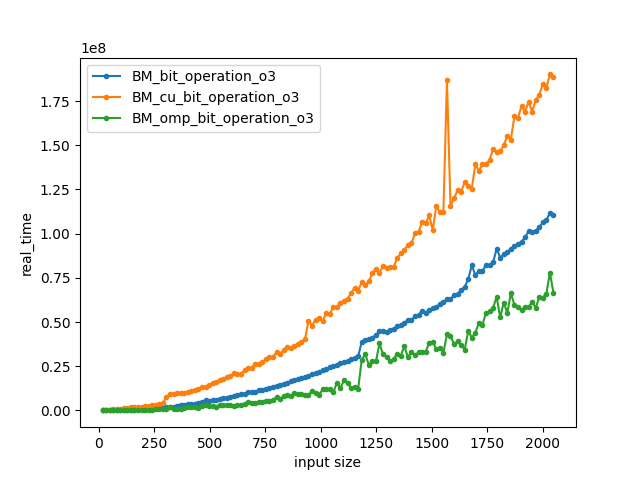 1e8
BM_bit_operation_o3
BM_cu_bit_operation_o3
BM_omp_bit_operation_o3
1.75
1.50
1.25
1.00
0.75
0.50
0.25
0.00
real_time
0 250 500 750 1000 1250 1500 1750 2000
input size